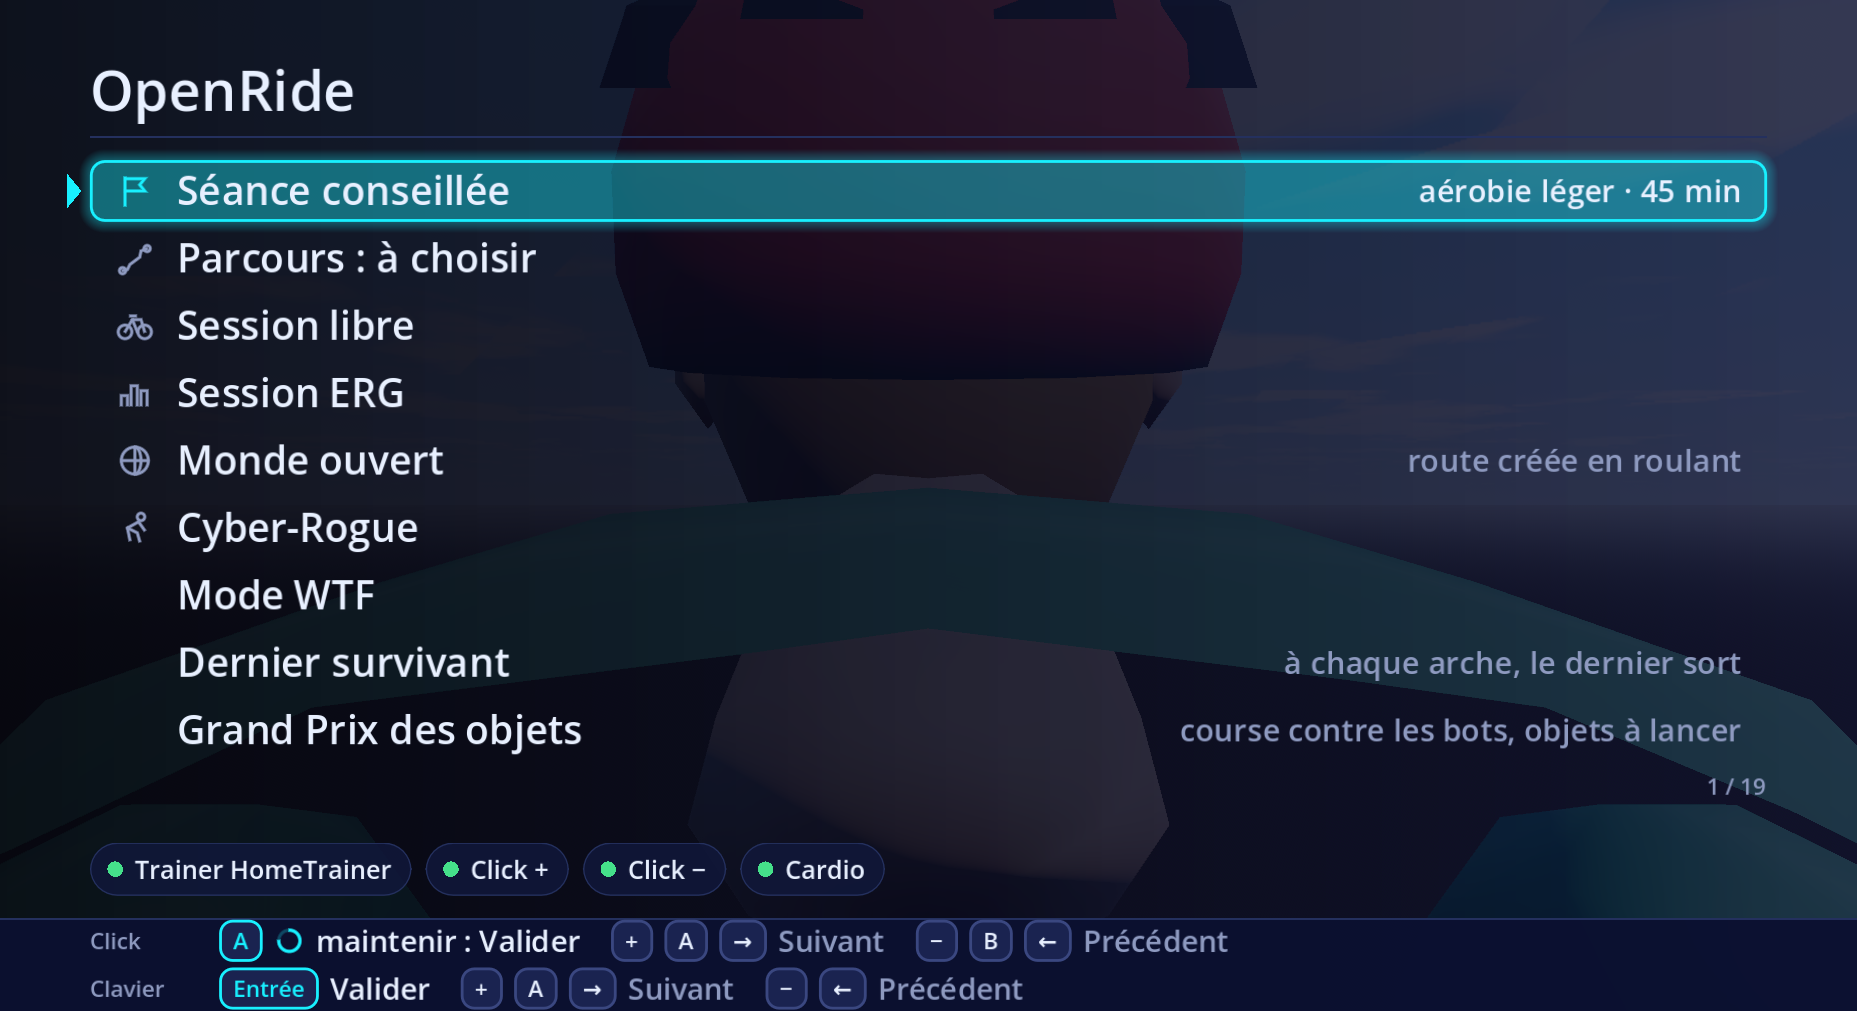 OpenRide
Séance conseillée aérobie léger · 45 min
Parcours : à choisir
Session libre
Session ERG
Monde ouvert route créée en roulant
Cyber-Rogue
Mode WTF
Dernier survivant à chaque arche, le dernier sort
Grand Prix des objets course contre les bots, objets à lancer
1 / 19
Trainer HomeTrainer Click + Click − Cardio
Click A maintenir : Valider + A → Suivant − B ← Précédent
Clavier Entrée Valider + A → Suivant − ← Précédent